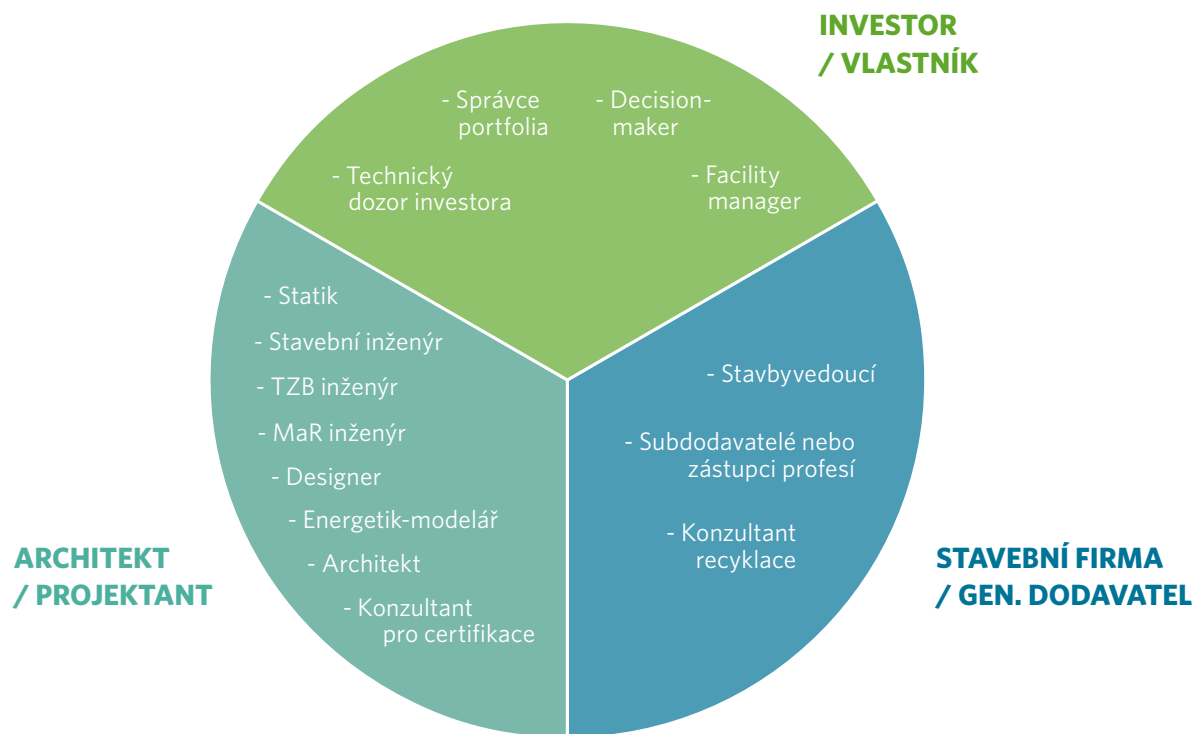 INVESTOR
/ VLASTNÍK
- Správce
portfolia
- Decision-
maker
- Technický
dozor investora
- Facility
manager
- Statik
- Stavební inženýr
- TZB inženýr
- MaR inženýr
- Designer
- Energetik-modelář
- Architekt
- Konzultant
pro certifikace
ARCHITEKT
/ PROJEKTANT
- Stavbyvedoucí
- Subdodavatelé nebo
zástupci profesí
- Konzultant
recyklace
STAVEBNÍ FIRMA
/ GEN. DODAVATEL